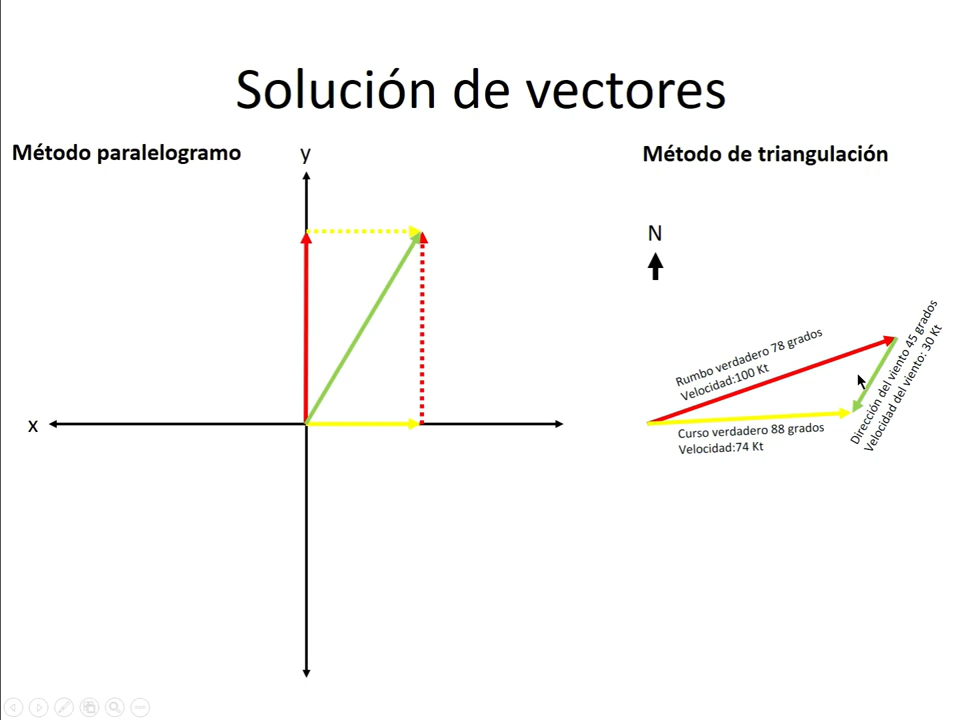 Solución de vectores
Método paralelogramo
y
x
Método de triangulación
N
Rumbo verdadero 78 grados
Velocidad:100 Kt
Curso verdadero 88 grados
Velocidad:74 Kt
Dirección del viento 45 grados
Velocidad del viento: 30 Kt